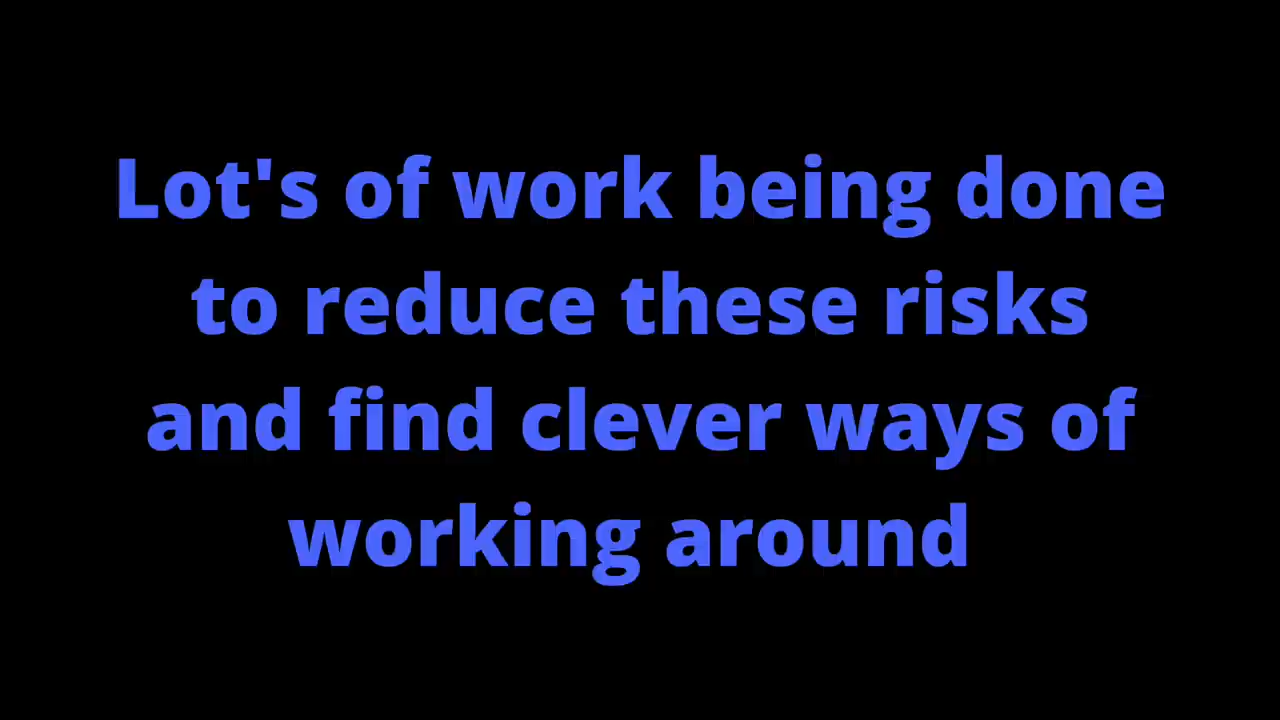 Lot's of work being done
to reduce these risks
and find clever ways of
working around